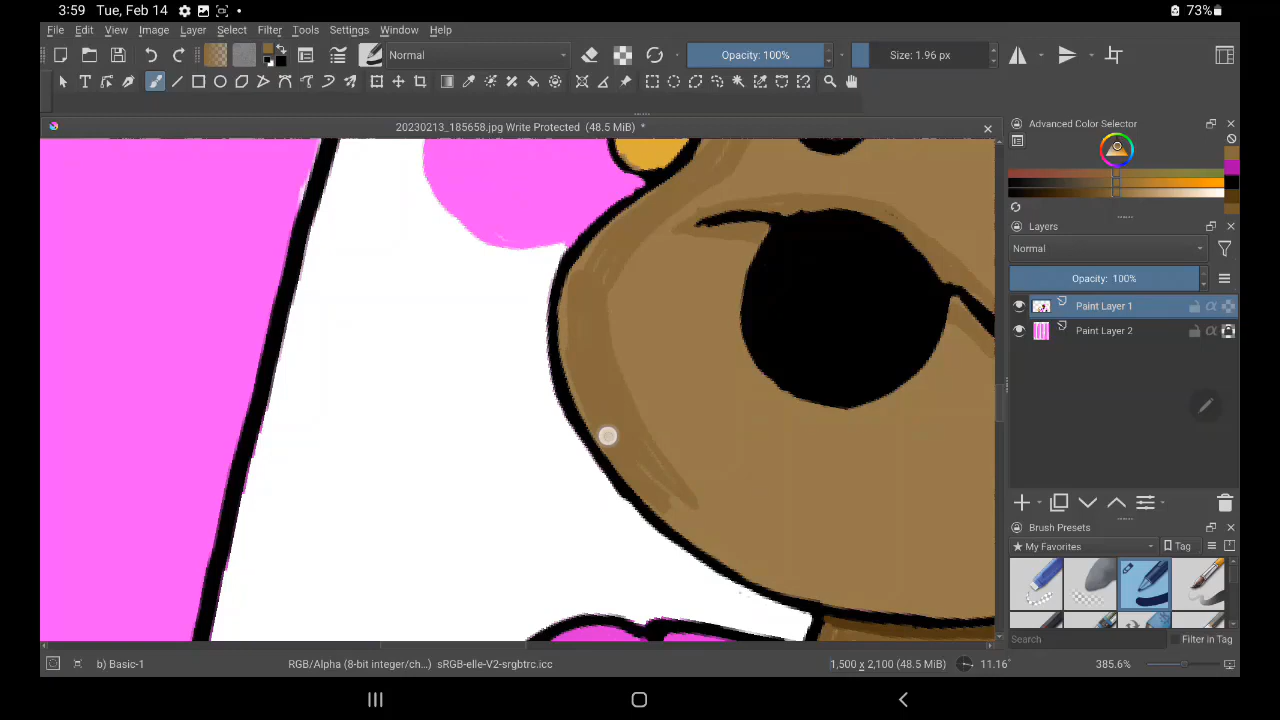 3:59 Tue, Feb 14 73%
File Edit View Image Layer Select Filter Tools Settings Window Help
Normal Opacity: 100% Size: 1.96 px
20230213_185658.jpg Write Protected (48.5 MiB) *
Advanced Color Selector
Layers
Normal
Opacity: 100%
Paint Layer 1
Paint Layer 2
Brush Presets
My Favorites Tag
Search Filter in Tag
b) Basic-1 RGB/Alpha (8-bit integer/ch...) sRGB-elle-V2-srgbtrc.icc 1,500 x 2,100 (48.5 MiB) 11.16° 385.6%